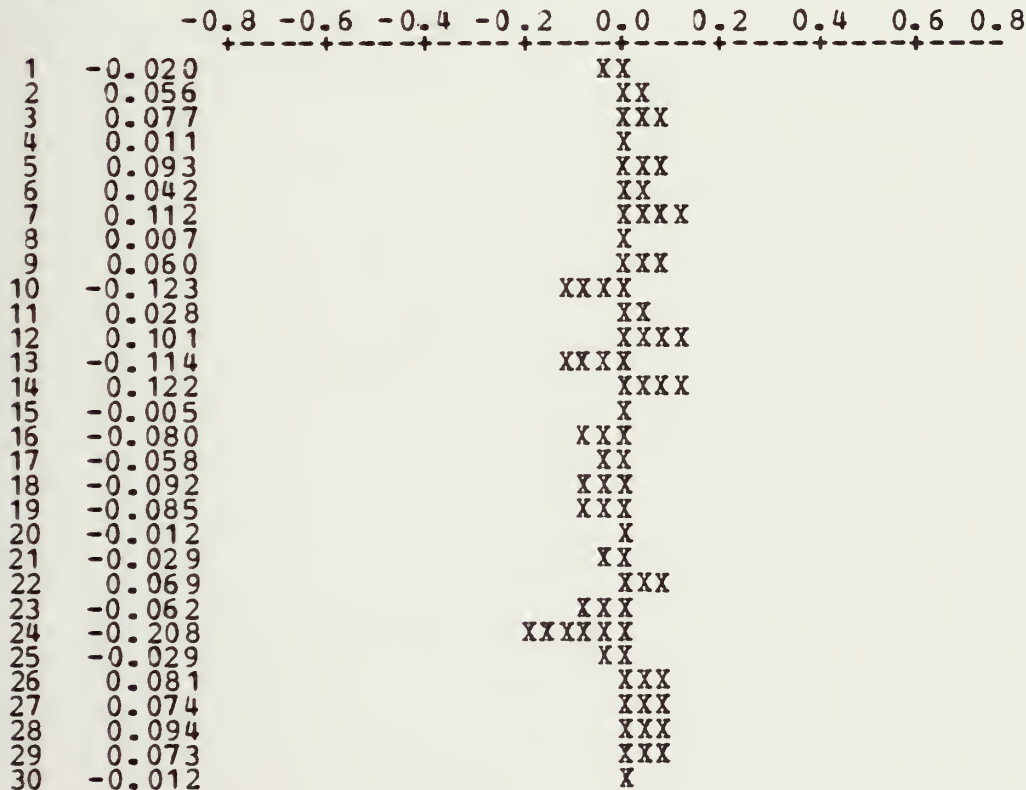 -0.8 -0.6 -0.4 -0.2 0.0 0.2 0.4 0.6 0.8
+----+----+----+----+----+----+----+----
1 -0.020 XX
2 0.056 XX
3 0.077 XXX
4 0.011 X
5 0.093 XXX
6 0.042 XX
7 0.112 XXXX
8 0.007 X
9 0.060 XXX
10 -0.123 XXXX
11 0.028 XX
12 0.101 XXXX
13 -0.114 XXXX
14 0.122 XXXX
15 -0.005 X
16 -0.080 XXX
17 -0.058 XX
18 -0.092 XXX
19 -0.085 XXX
20 -0.012 X
21 -0.029 XX
22 0.069 XXX
23 -0.062 XXX
24 -0.208 XXXXXX
25 -0.029 XX
26 0.081 XXX
27 0.074 XXX
28 0.094 XXX
29 0.073 XXX
30 -0.012 X